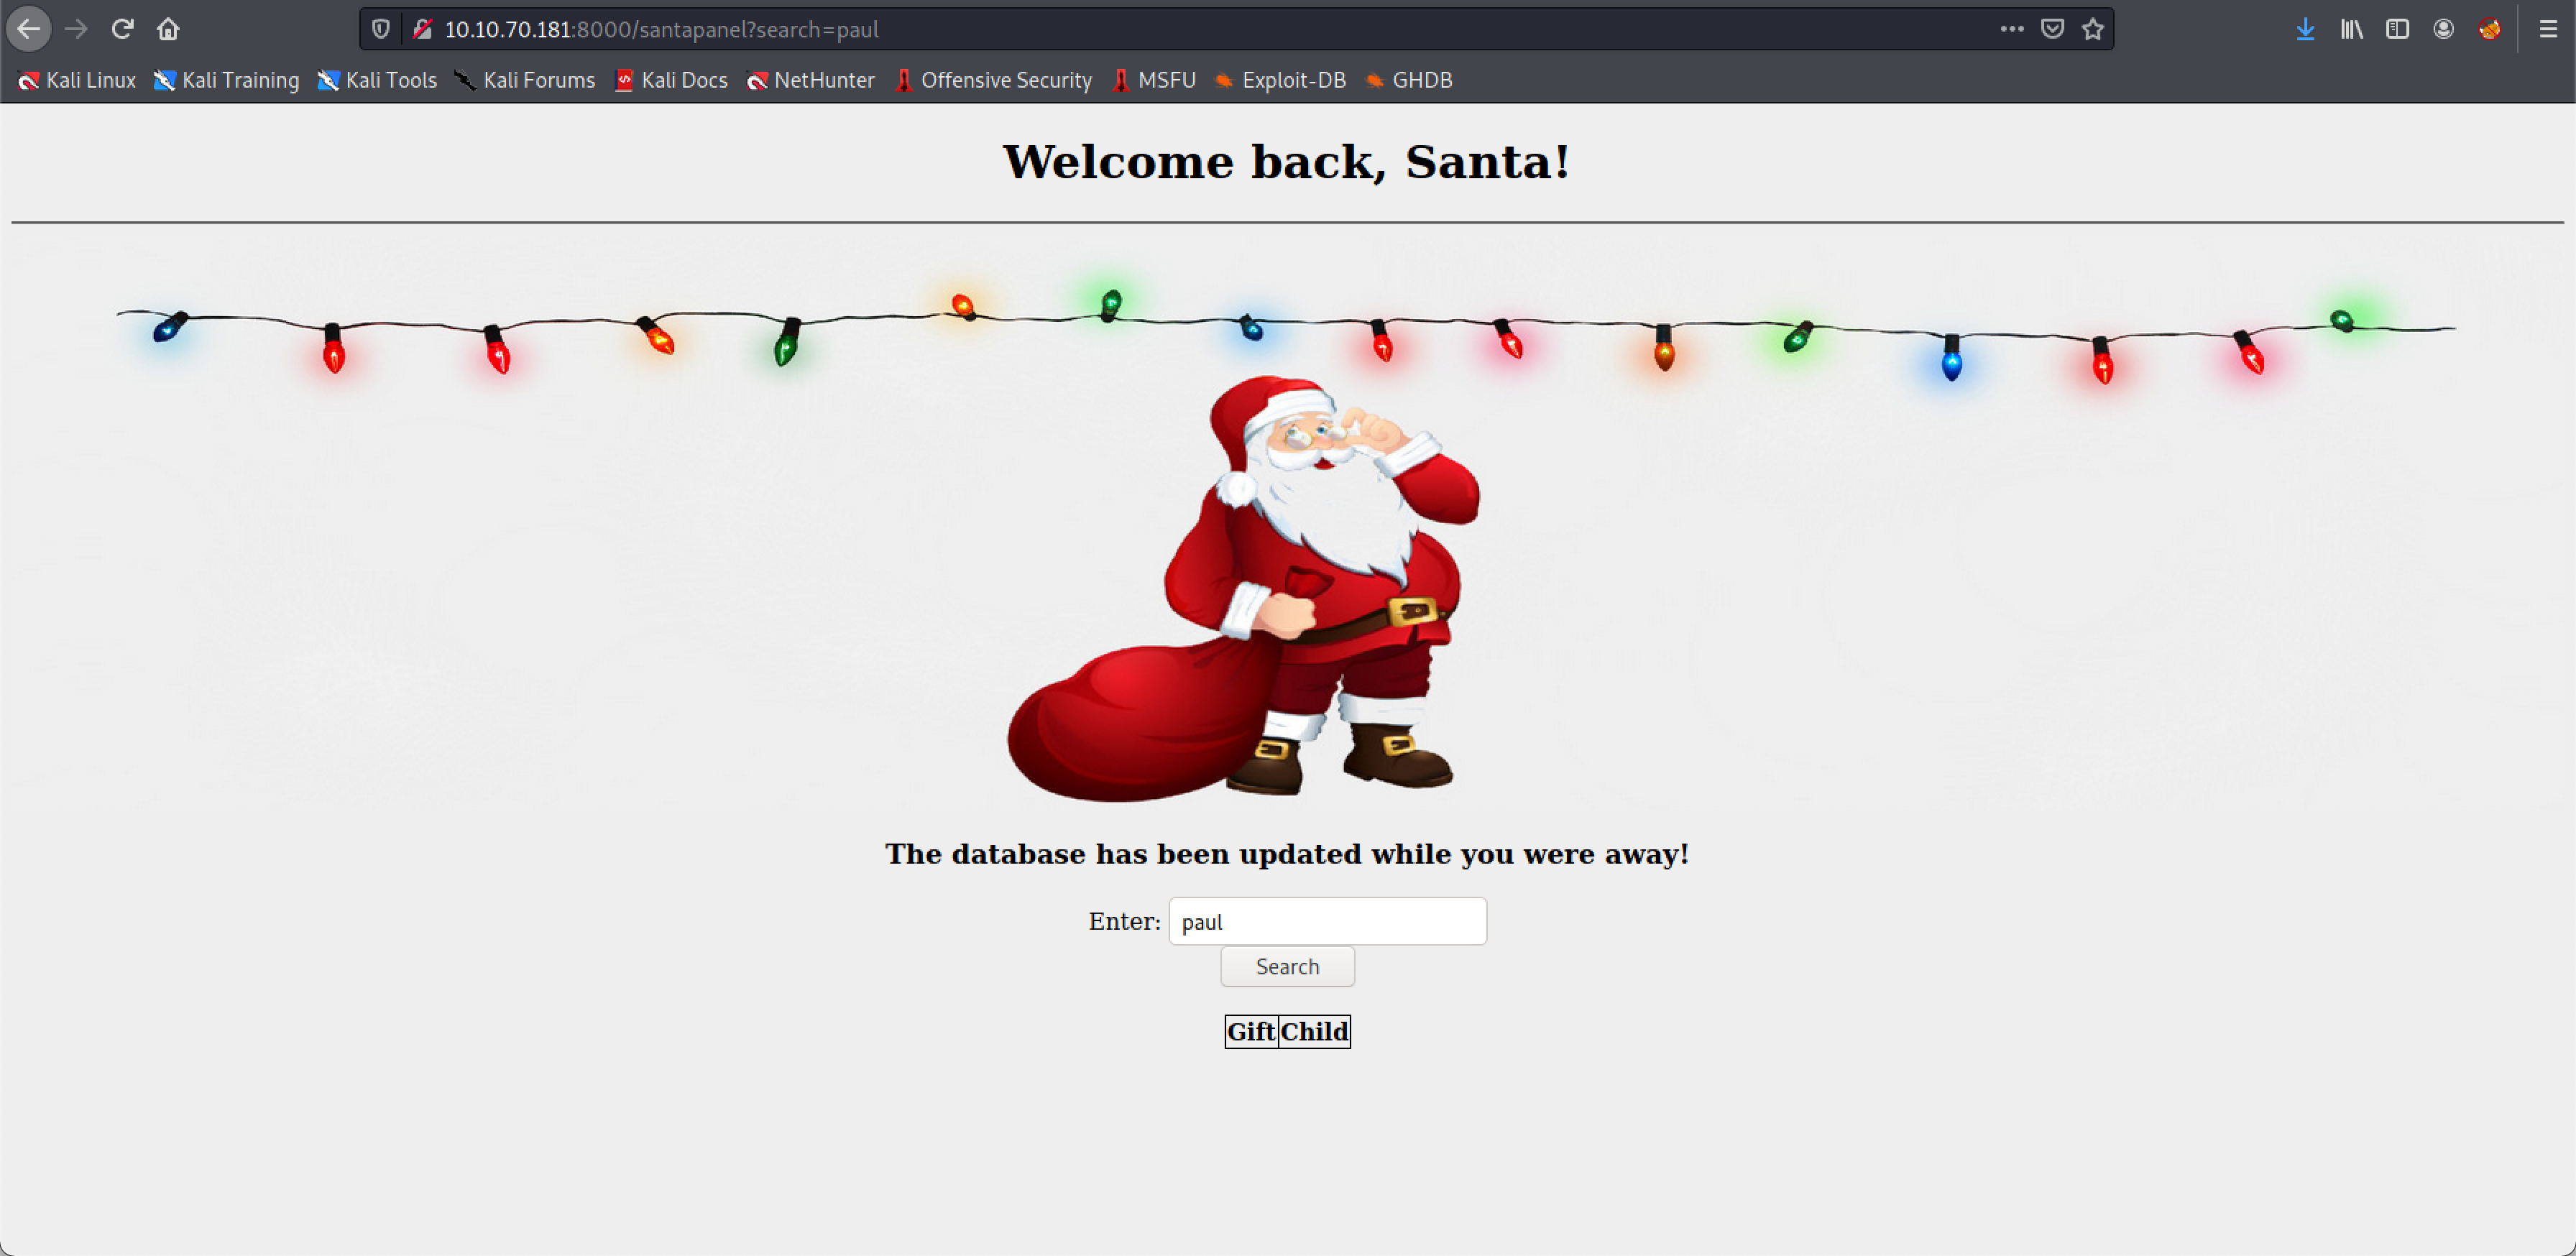 10.10.70.181:8000/santapanel?search=paul
Kali Linux Kali Training Kali Tools Kali Forums Kali Docs NetHunter Offensive Security MSFU Exploit-DB GHDB
Welcome back, Santa!
The database has been updated while you were away!
Enter: paul
Search
Gift Child